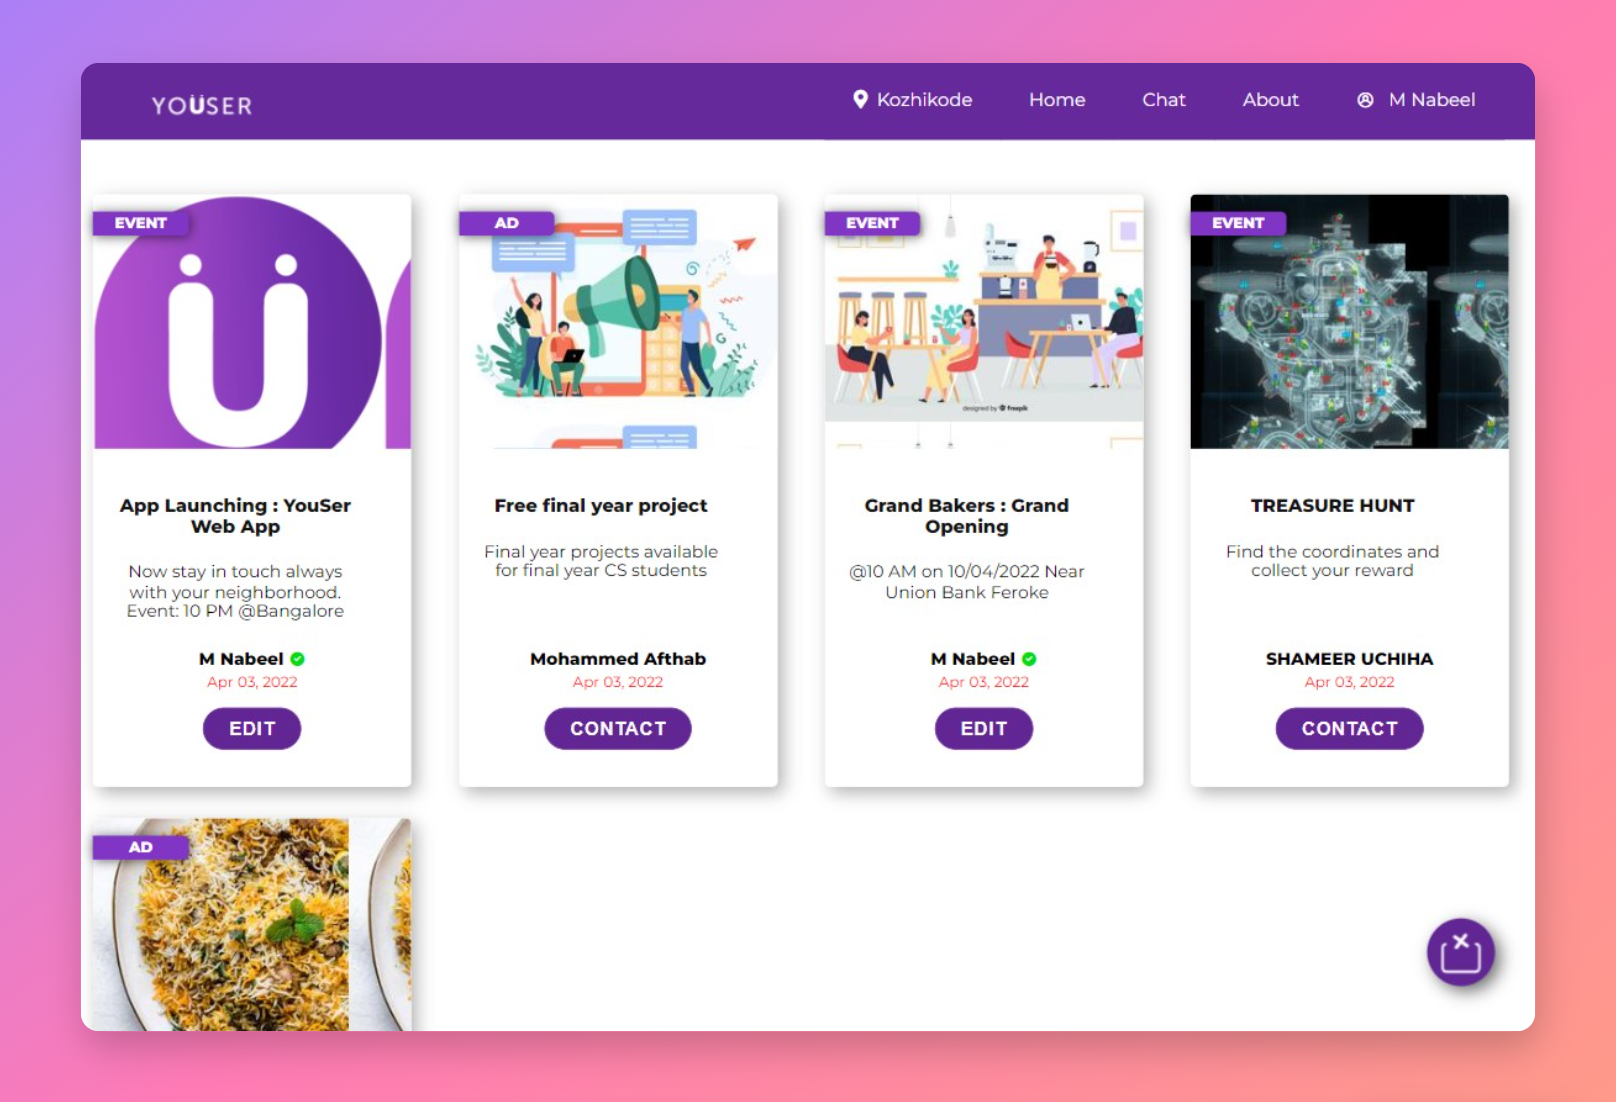 YOÜSER
Kozhikode
Home
Chat
About
M Nabeel
EVENT
App Launching : YouSer
Web App
Now stay in touch always
with your neighborhood.
Event: 10 PM @Bangalore
M Nabeel
Apr 03, 2022
EDIT
AD
Free final year project
Final year projects available
for final year CS students
Mohammed Afthab
Apr 03, 2022
CONTACT
EVENT
designed by freepik
Grand Bakers : Grand
Opening
@10 AM on 10/04/2022 Near
Union Bank Feroke
M Nabeel
Apr 03, 2022
EDIT
EVENT
TREASURE HUNT
Find the coordinates and
collect your reward
SHAMEER UCHIHA
Apr 03, 2022
CONTACT
AD